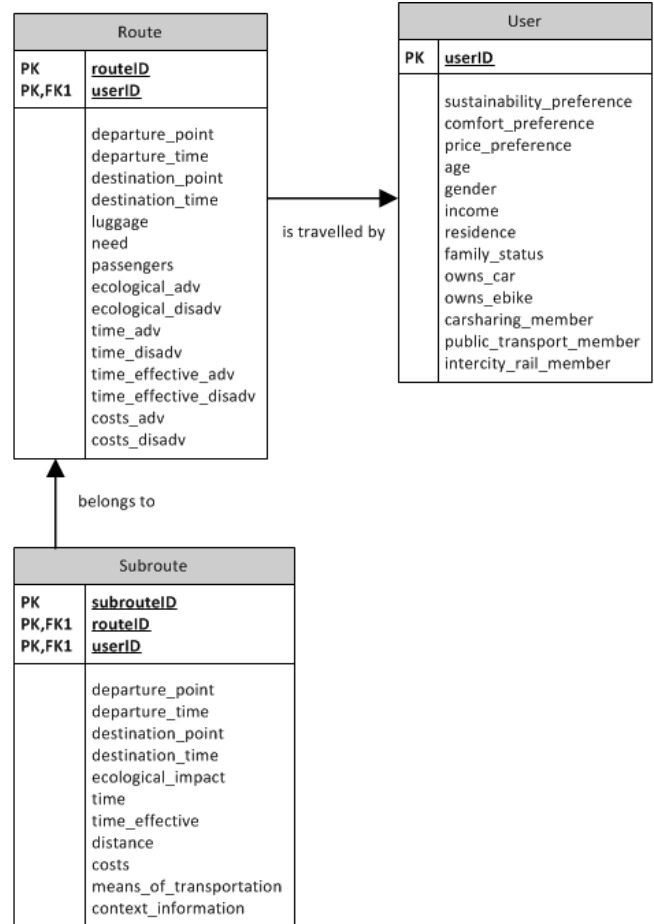 Route
PK routeID
PK,FK1 userID
departure_point
departure_time
destination_point
destination_time
luggage
need
passengers
ecological_adv
ecological_disadv
time_adv
time_disadv
time_effective_adv
time_effective_disadv
costs_adv
costs_disadv
is travelled by
User
PK userID
sustainability_preference
comfort_preference
price_preference
age
gender
income
residence
family_status
owns_car
owns_ebike
carsharing_member
public_transport_member
intercity_rail_member
belongs to
Subroute
PK subrouteID
PK,FK1 routeID
PK,FK1 userID
departure_point
departure_time
destination_point
destination_time
ecological_impact
time
time_effective
distance
costs
means_of_transportation
context_information